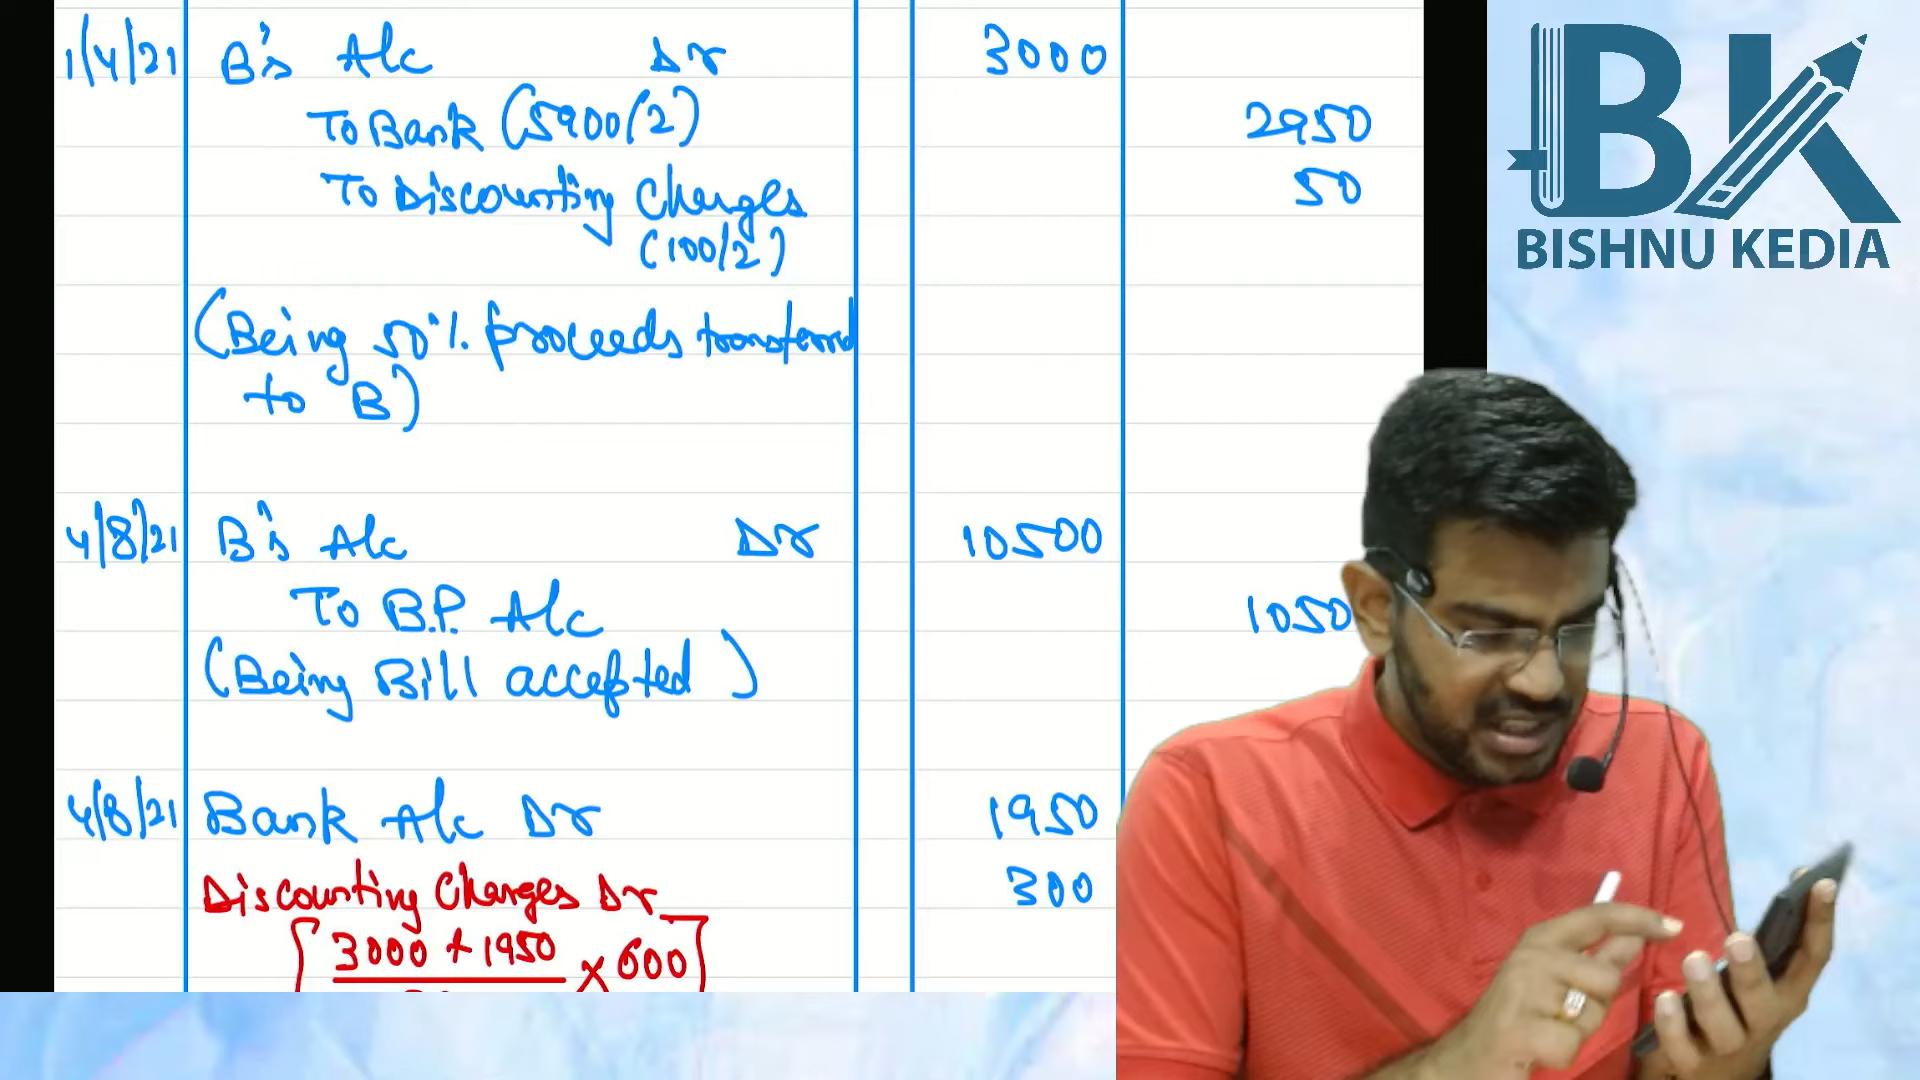 1/4/21 B's A/c Dr 3000
To Bank (5900/2) 2950
To Discounting Charges 50
(100/2)
(Being 50% proceeds transferred
to B)
4/8/21 B's A/c Dr 10500
To B.P. A/c 1050
(Being Bill accepted)
4/8/21 Bank A/c Dr 1950
Discounting Charges Dr 300
[3000 + 1950 × 600]
BK
BISHNU KEDIA